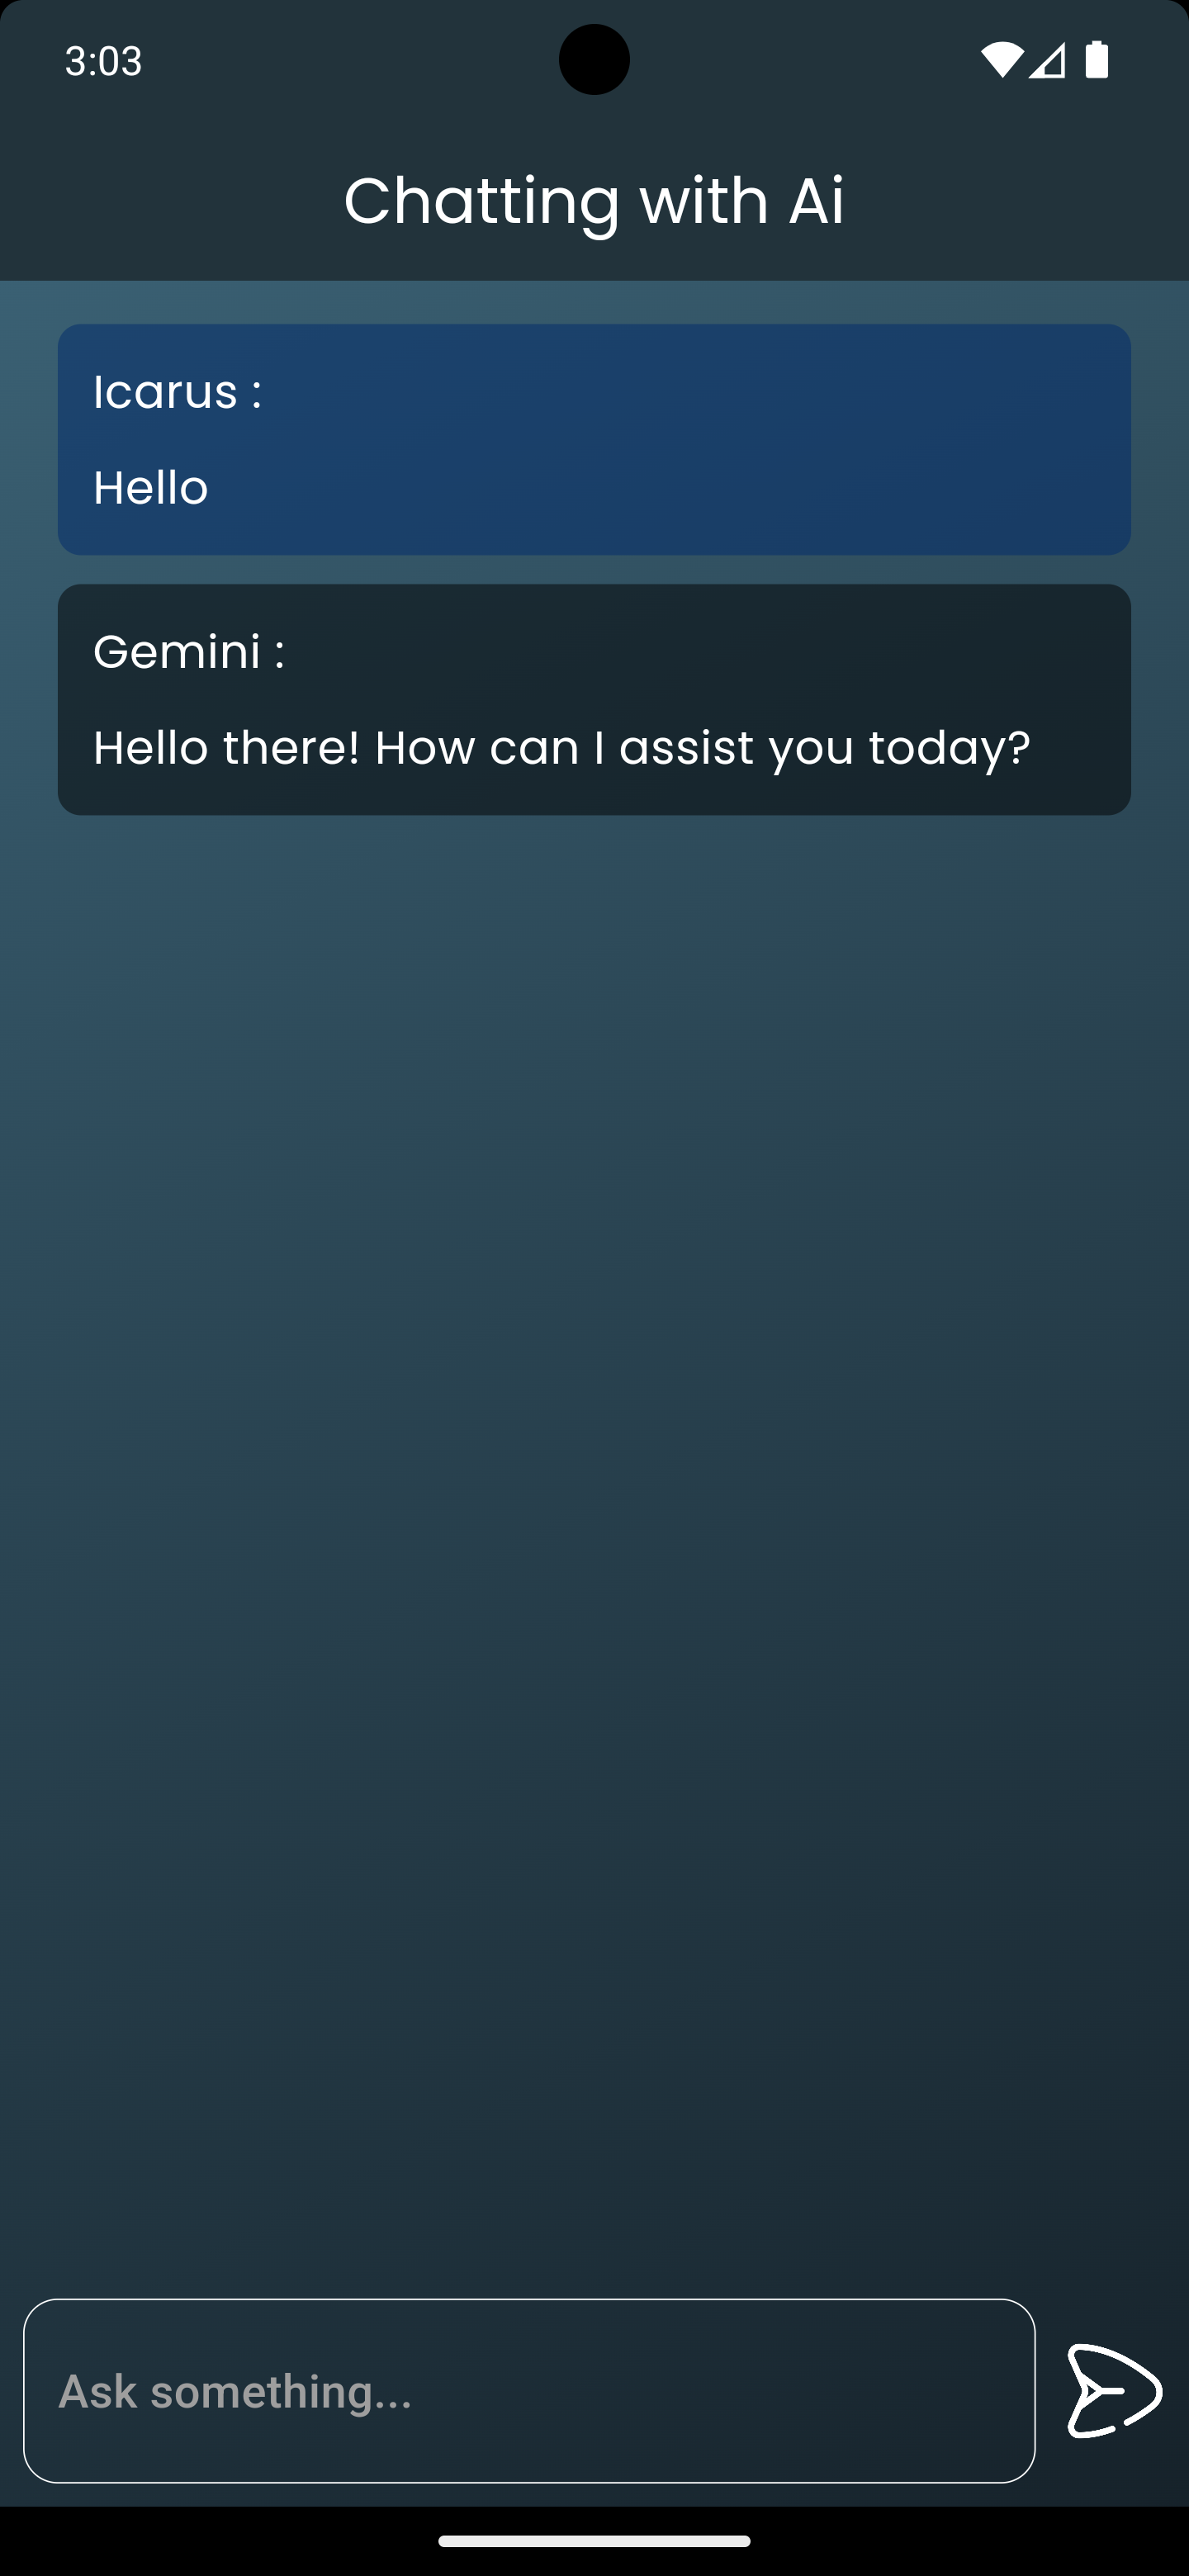 3:03
Chatting with Ai
Icarus :
Hello
Gemini :
Hello there! How can I assist you today?
Ask something...